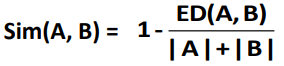 Sim(A, B) = 1- ED(A, B) / |A|+|B|